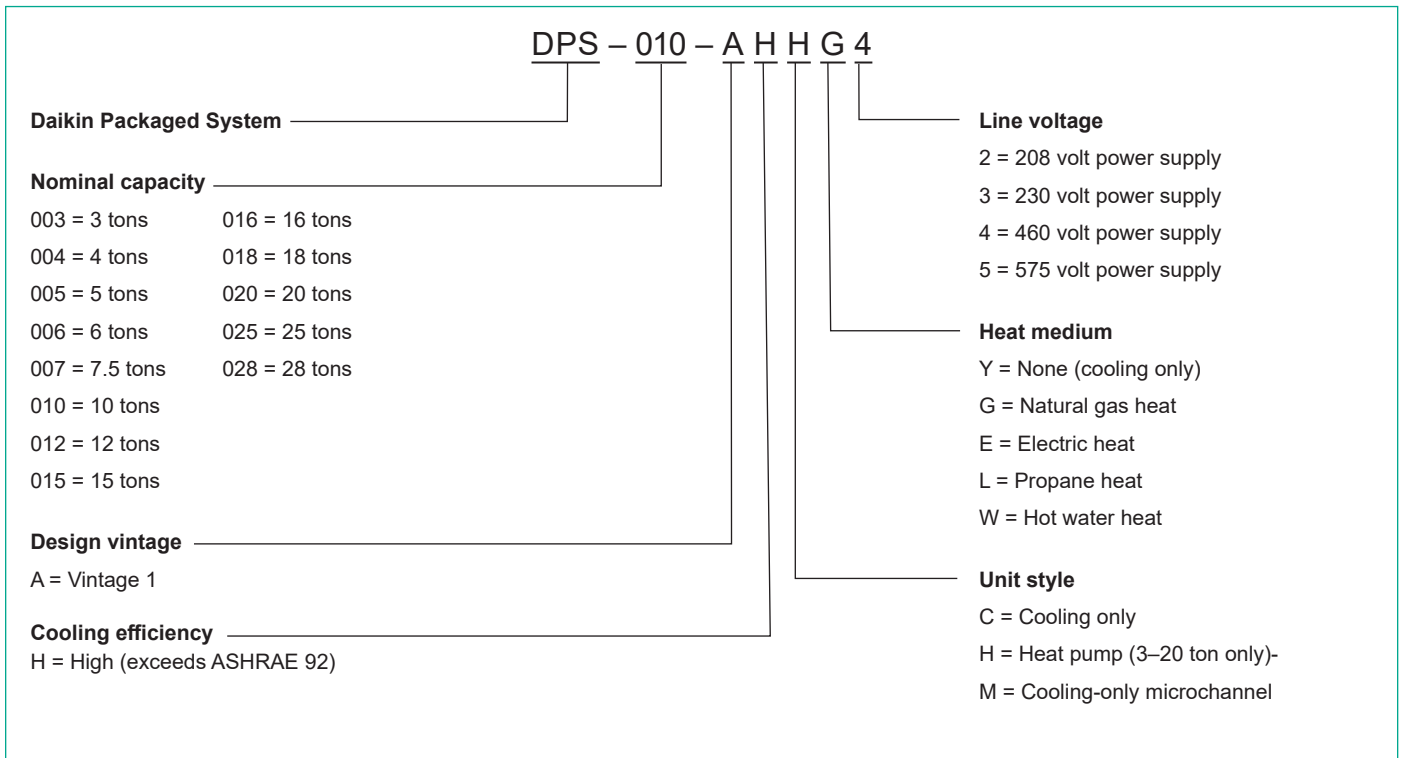 DPS – 010 – A H H G 4
Daikin Packaged System
Nominal capacity
003 = 3 tons
004 = 4 tons
005 = 5 tons
006 = 6 tons
007 = 7.5 tons
010 = 10 tons
012 = 12 tons
015 = 15 tons
016 = 16 tons
018 = 18 tons
020 = 20 tons
025 = 25 tons
028 = 28 tons
Design vintage
A = Vintage 1
Cooling efficiency
H = High (exceeds ASHRAE 92)
Line voltage
2 = 208 volt power supply
3 = 230 volt power supply
4 = 460 volt power supply
5 = 575 volt power supply
Heat medium
Y = None (cooling only)
G = Natural gas heat
E = Electric heat
L = Propane heat
W = Hot water heat
Unit style
C = Cooling only
H = Heat pump (3–20 ton only)-
M = Cooling-only microchannel